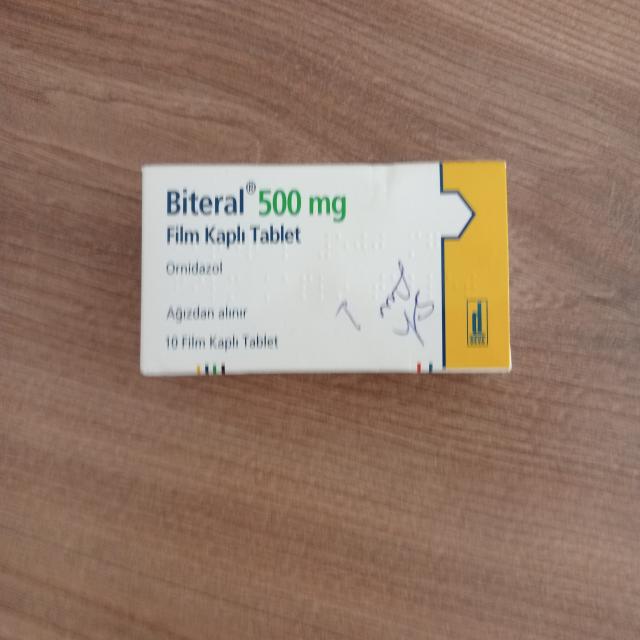 Biteral® 500 mg
Film Kaplı Tablet
Ornidazol
Ağızdan alınır
10 Film Kaplı Tablet